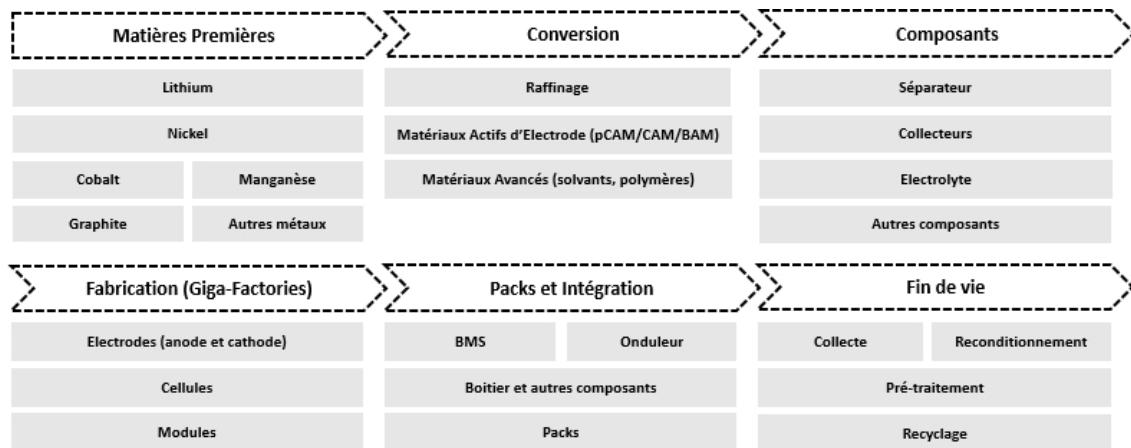 Matières Premières
Conversion
Composants
Lithium
Raffinage
Séparateur
Nickel
Matériaux Actifs d'Electrode (pCAM/CAM/BAM)
Collecteurs
Cobalt
Manganèse
Matériaux Avancés (solvants, polymères)
Electrolyte
Graphite
Autres métaux
Autres composants
Fabrication (Giga-Factories)
Packs et Intégration
Fin de vie
Electrodes (anode et cathode)
BMS
Onduleur
Collecte
Reconditionnement
Cellules
Boitier et autres composants
Pré-traitement
Modules
Packs
Recyclage